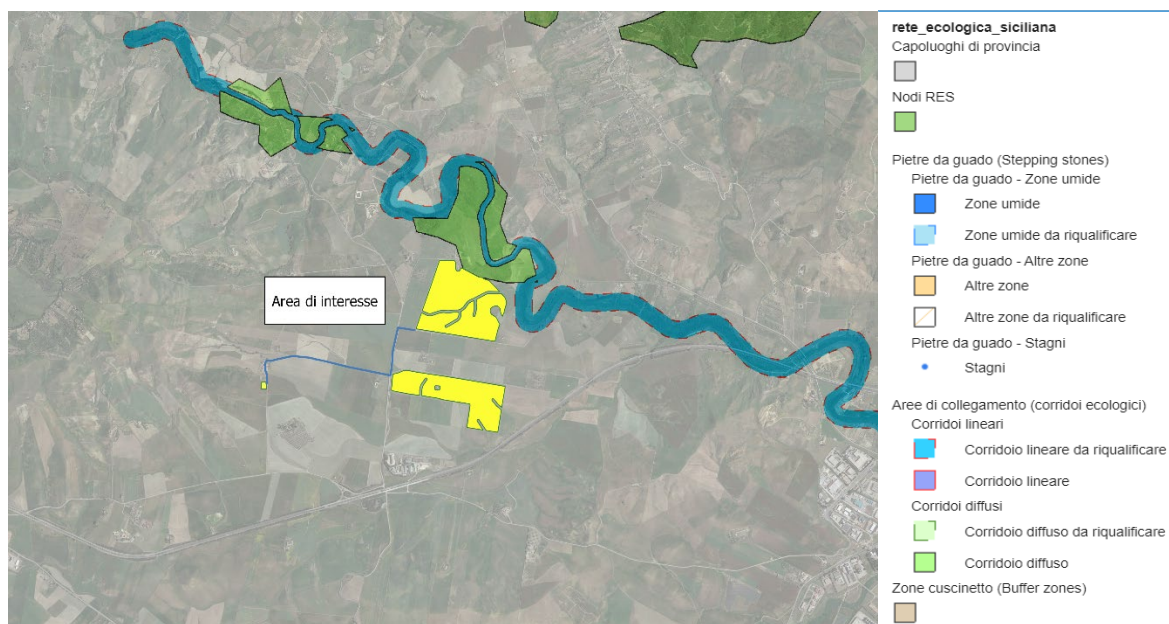 Area di interesse
rete_ecologica_siciliana
Capoluoghi di provincia
Nodi RES
Pietre da guado (Stepping stones)
Pietre da guado - Zone umide
Zone umide
Zone umide da riqualificare
Pietre da guado - Altre zone
Altre zone
Altre zone da riqualificare
Pietre da guado - Stagni
Stagni
Aree di collegamento (corridoi ecologici)
Corridoi lineari
Corridoio lineare da riqualificare
Corridoio lineare
Corridoi diffusi
Corridoio diffuso da riqualificare
Corridoio diffuso
Zone cuscinetto (Buffer zones)